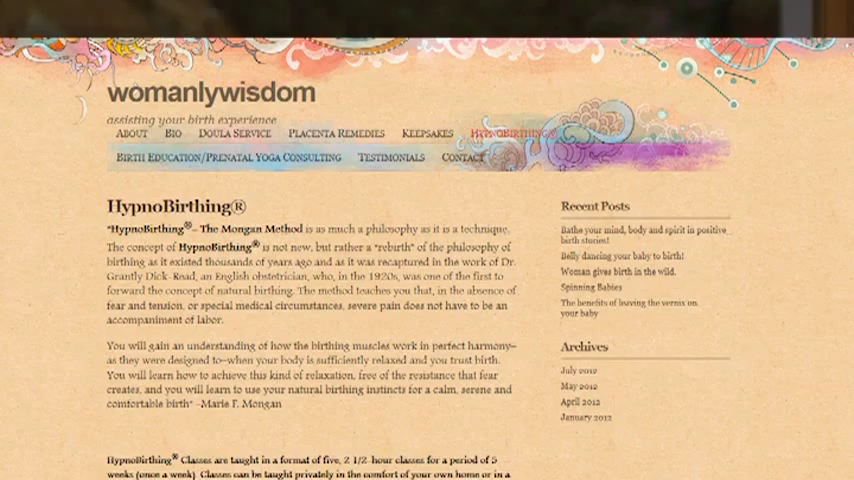 womanlywisdom
assisting your birth experience
ABOUT BIO DOULA SERVICE PLACENTA REMEDIES KEEPSAKES HYPNOBIRTHING®
BIRTH EDUCATION/PRENATAL YOGA CONSULTING TESTIMONIALS CONTACT
HypnoBirthing®
"HypnoBirthing®– The Mongan Method is as much a philosophy as it is a technique.
The concept of HypnoBirthing® is not new, but rather a "rebirth" of the philosophy of
birthing as it existed thousands of years ago and as it was recaptured in the work of Dr.
Grantly Dick-Read, an English obstetrician, who, in the 1920s, was one of the first to
forward the concept of natural birthing. The method teaches you that, in the absence of
fear and tension, or special medical circumstances, severe pain does not have to be an
accompaniment of labor.
You will gain an understanding of how the birthing muscles work in perfect harmony–
as they were designed to–when your body is sufficiently relaxed and you trust birth.
You will learn how to achieve this kind of relaxation, free of the resistance that fear
creates, and you will learn to use your natural birthing instincts for a calm, serene and
comfortable birth" -Marie F. Mongan
HypnoBirthing® Classes are taught in a format of five, 2 1/2-hour classes for a period of 5
weeks (once a week). Classes can be taught privately in the comfort of your own home or in a
Recent Posts
Bathe your mind, body and spirit in positive
birth stories!
Belly dancing your baby to birth!
Woman gives birth in the wild.
Spinning Babies
The benefits of leaving the vernix on
your baby
Archives
July 2012
May 2012
April 2012
January 2012